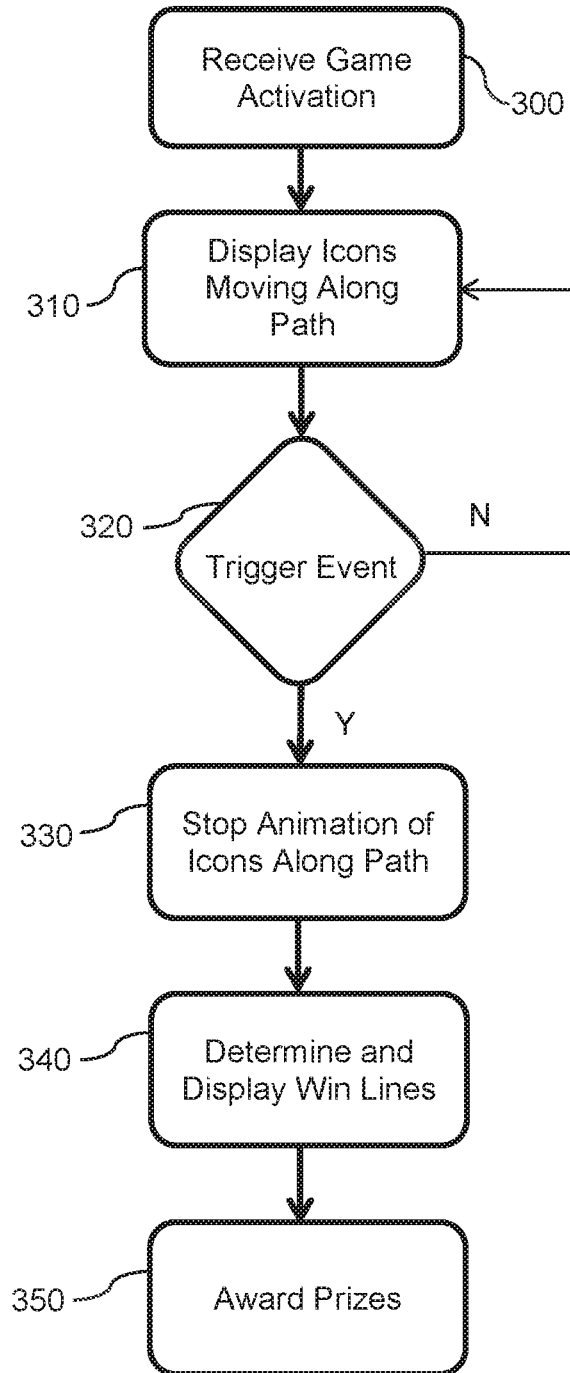 Receive Game
Activation
300
Display Icons
Moving Along
Path
310
320
Trigger Event
N
Y
330
Stop Animation of
Icons Along Path
340
Determine and
Display Win Lines
350
Award Prizes